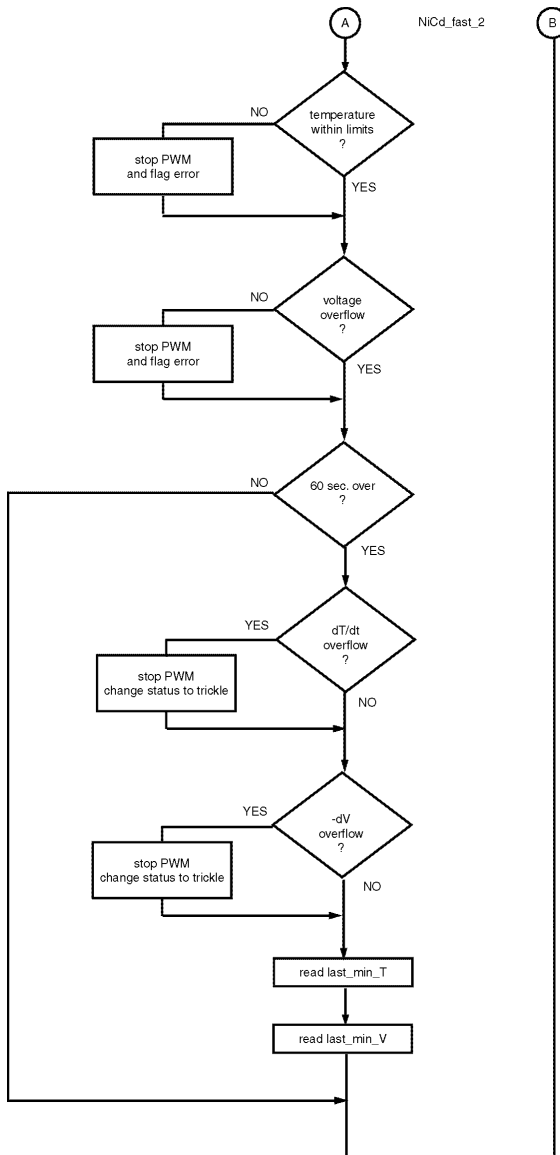 A
NiCd_fast_2
B
NO
temperature
within limits
?
stop PWM
and flag error
YES
NO
voltage
overflow
?
stop PWM
and flag error
YES
NO
60 sec. over
?
YES
YES
dT/dt
overflow
?
stop PWM
change status to trickle
NO
YES
-dV
overflow
?
stop PWM
change status to trickle
NO
read last_min_T
read last_min_V